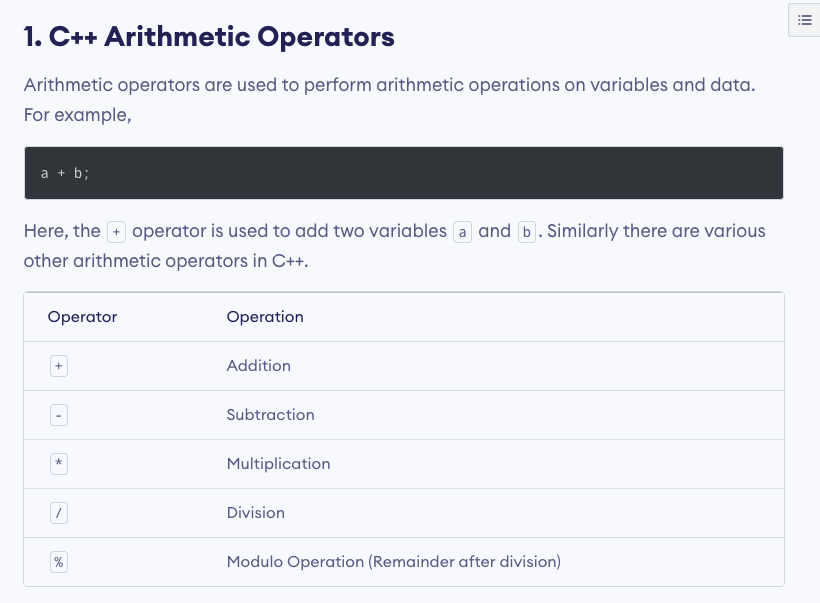 1. C++ Arithmetic Operators
Arithmetic operators are used to perform arithmetic operations on variables and data.
For example,
a + b;
Here, the + operator is used to add two variables a and b. Similarly there are various
other arithmetic operators in C++.
Operator Operation
+ Addition
- Subtraction
* Multiplication
/ Division
% Modulo Operation (Remainder after division)